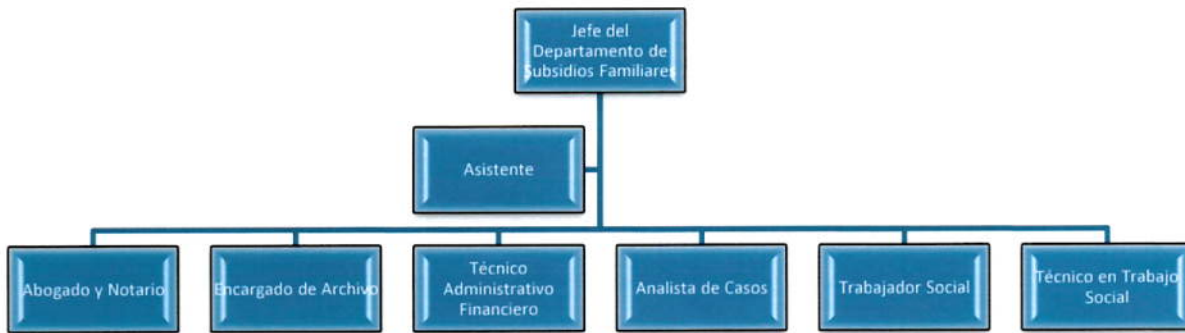 Jefe del
Departamento de
Subsidios Familiares
Asistente
Abogado y Notario
Encargado de Archivo
Técnico
Administrativo
Financiero
Analista de Casos
Trabajador Social
Técnico en Trabajo
Social